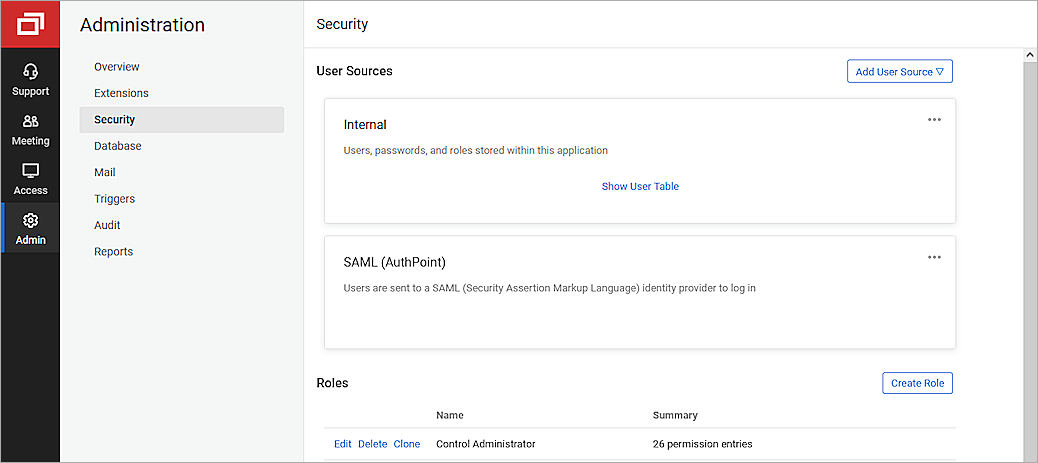 Administration
Security
Support
Meeting
Access
Admin
Overview
Extensions
Security
Database
Mail
Triggers
Audit
Reports
User Sources
Add User Source ▽
Internal
Users, passwords, and roles stored within this application
Show User Table
SAML (AuthPoint)
Users are sent to a SAML (Security Assertion Markup Language) identity provider to log in
Roles
Create Role
Name Summary
Edit Delete Clone Control Administrator 26 permission entries